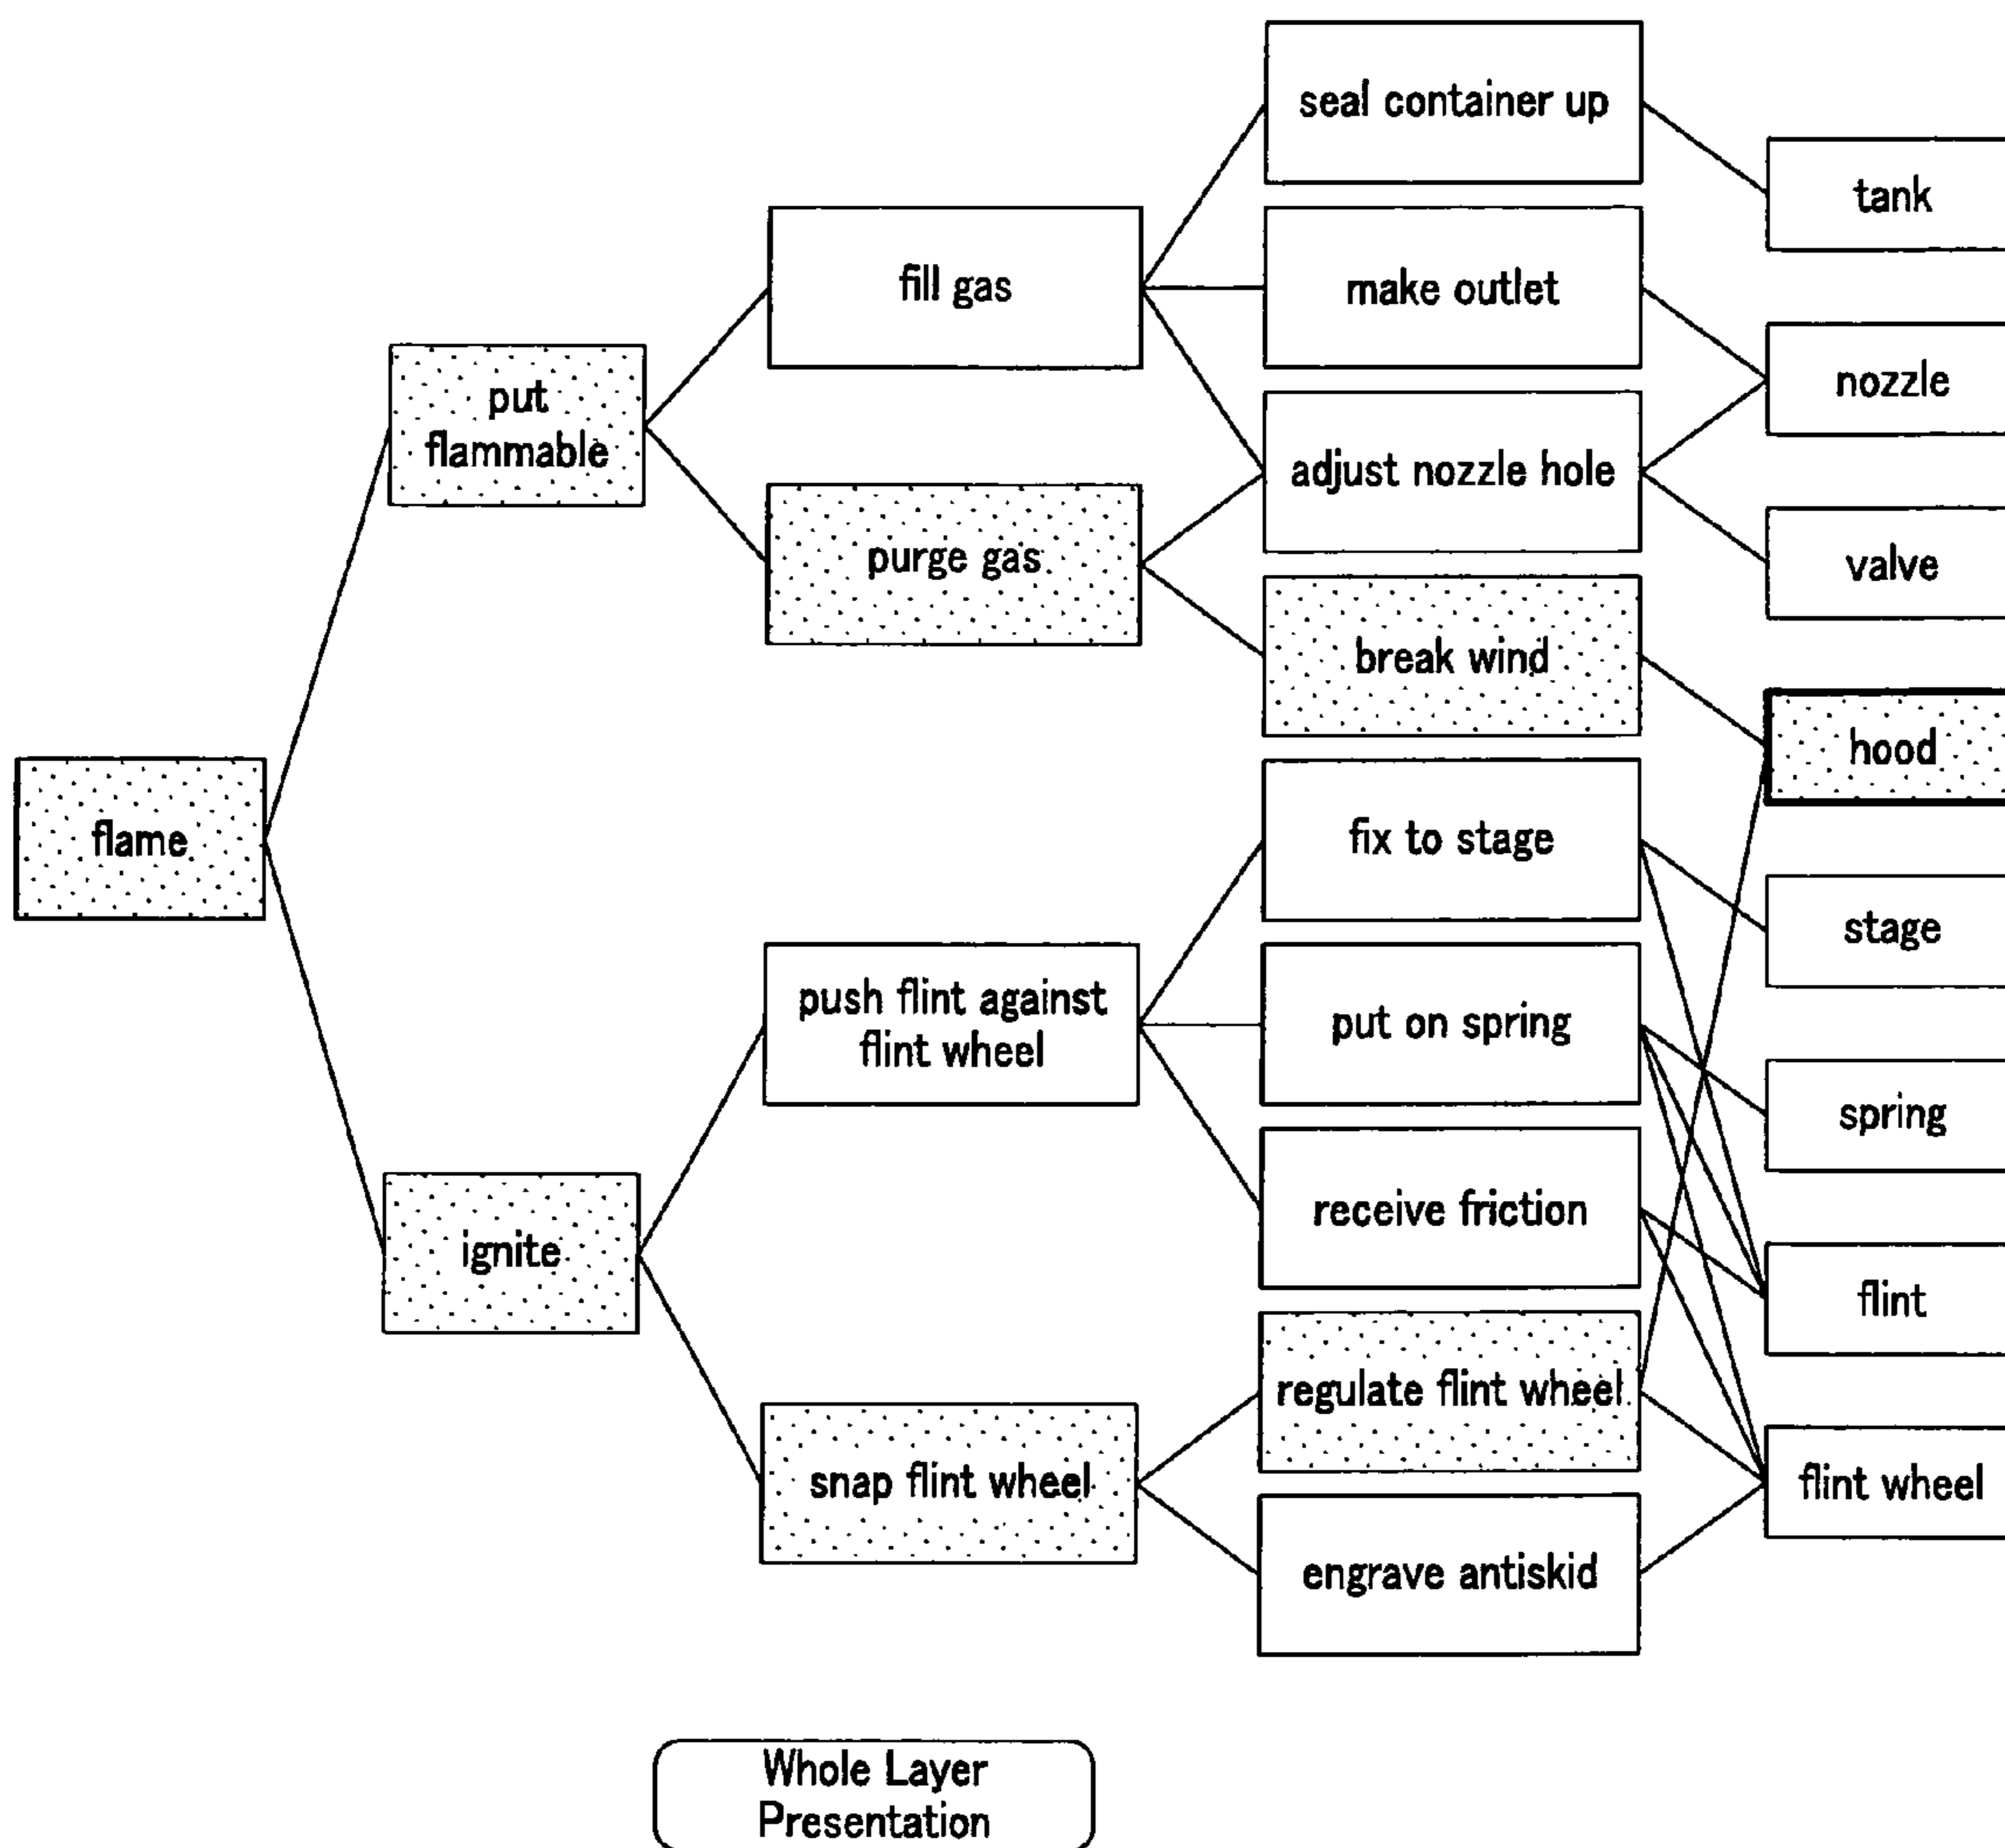 flame
put
flammable
ignite
fill gas
purge gas
push flint against
flint wheel
snap flint wheel
seal container up
make outlet
adjust nozzle hole
break wind
fix to stage
put on spring
receive friction
regulate flint wheel
engrave antiskid
tank
nozzle
valve
hood
stage
spring
flint
flint wheel
Whole Layer
Presentation